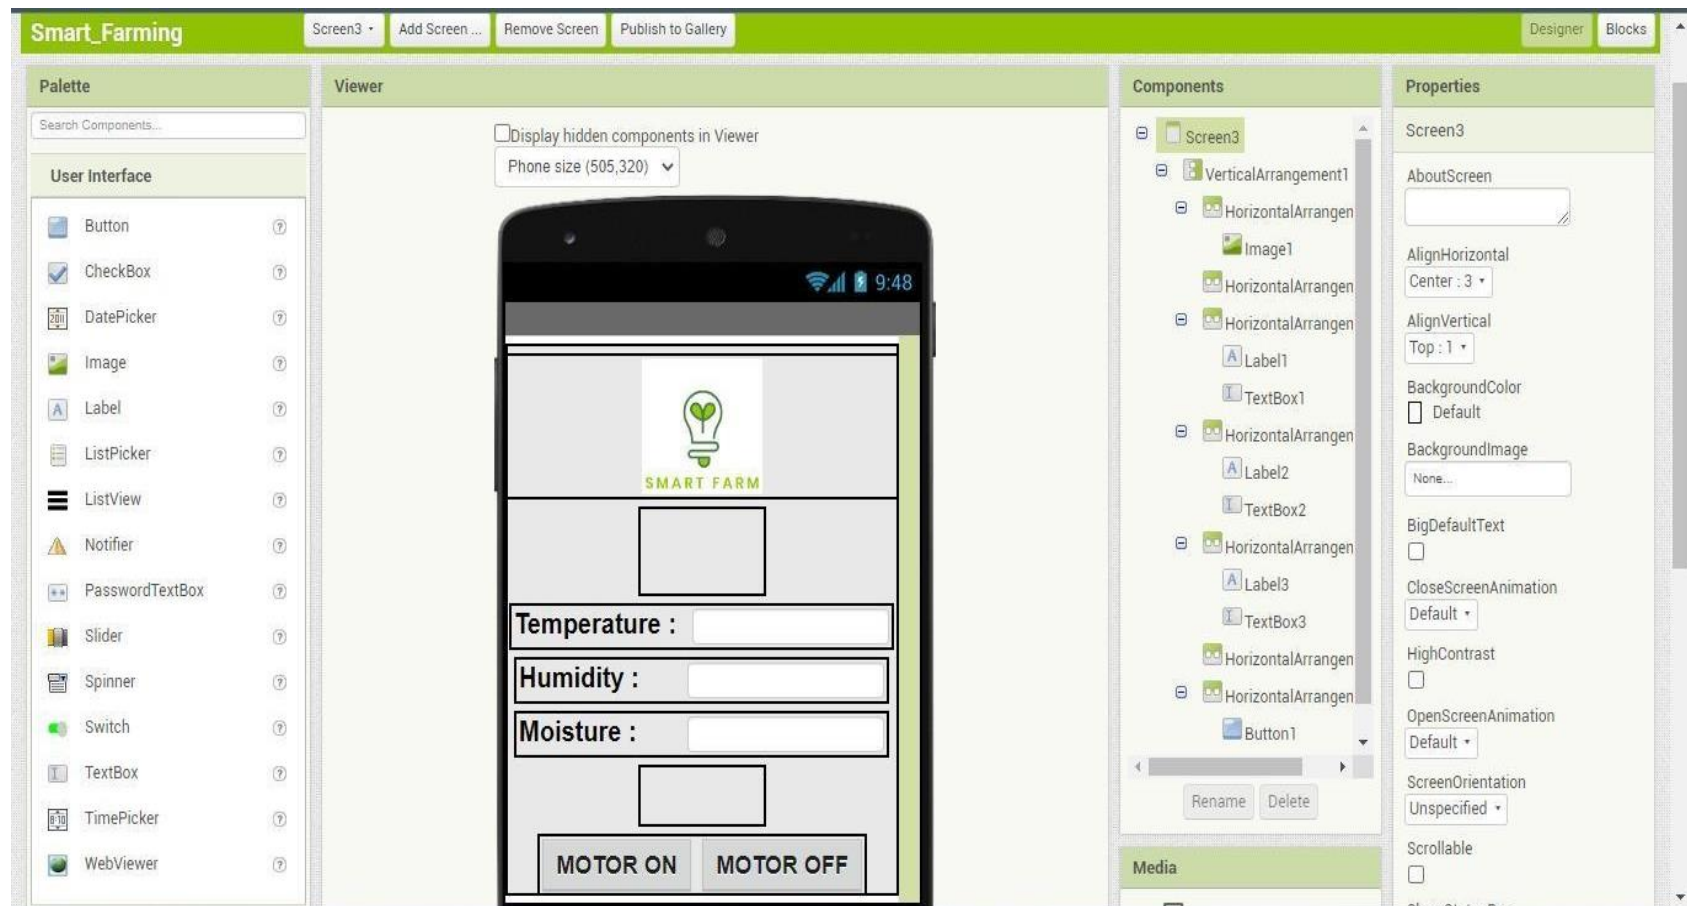 Smart_Farming
Screen3
Add Screen ...
Remove Screen
Publish to Gallery
Designer
Blocks
Palette
Search Components...
User Interface
Button
CheckBox
DatePicker
Image
Label
ListPicker
ListView
Notifier
PasswordTextBox
Slider
Spinner
Switch
TextBox
TimePicker
WebViewer
Viewer
Display hidden components in Viewer
Phone size (505,320)
9:48
SMART FARM
Temperature :
Humidity :
Moisture :
MOTOR ON
MOTOR OFF
Components
Screen3
VerticalArrangement1
HorizontalArrangen
Image1
HorizontalArrangen
HorizontalArrangen
Label1
TextBox1
HorizontalArrangen
Label2
TextBox2
HorizontalArrangen
Label3
TextBox3
HorizontalArrangen
HorizontalArrangen
Button1
Rename
Delete
Media
Properties
Screen3
AboutScreen
AlignHorizontal
Center : 3
AlignVertical
Top : 1
BackgroundColor
Default
BackgroundImage
None...
BigDefaultText
CloseScreenAnimation
Default
HighContrast
OpenScreenAnimation
Default
ScreenOrientation
Unspecified
Scrollable